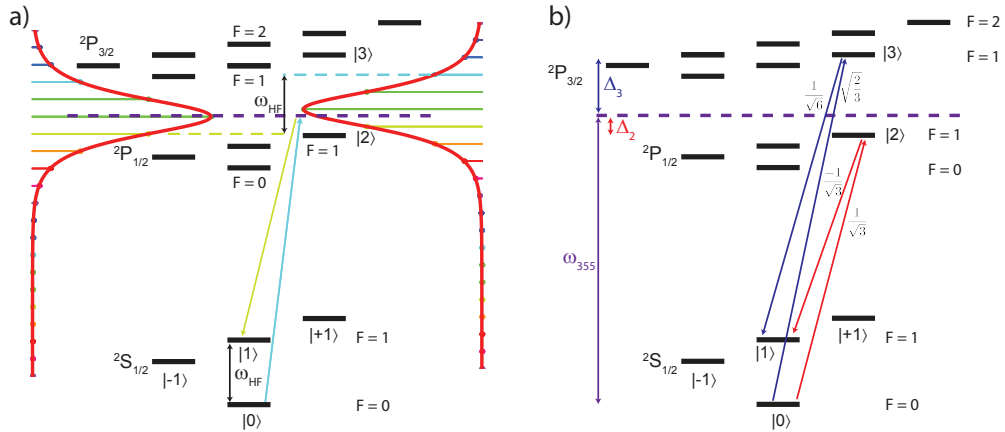 a)
²P₃/₂
F = 2
|3⟩
F = 1
ω_HF
|2⟩
F = 1
²P₁/₂
F = 0
|+1⟩
F = 1
|1⟩
²S₁/₂
ω_HF
|-1⟩
F = 0
|0⟩
b)
F = 2
|3⟩
F = 1
²P₃/₂
Δ₃
1/√6
√(2/3)
Δ₂
|2⟩
F = 1
²P₁/₂
F = 0
-1/√3
1/√3
ω₃₅₅
|+1⟩
F = 1
|1⟩
²S₁/₂
|-1⟩
F = 0
|0⟩